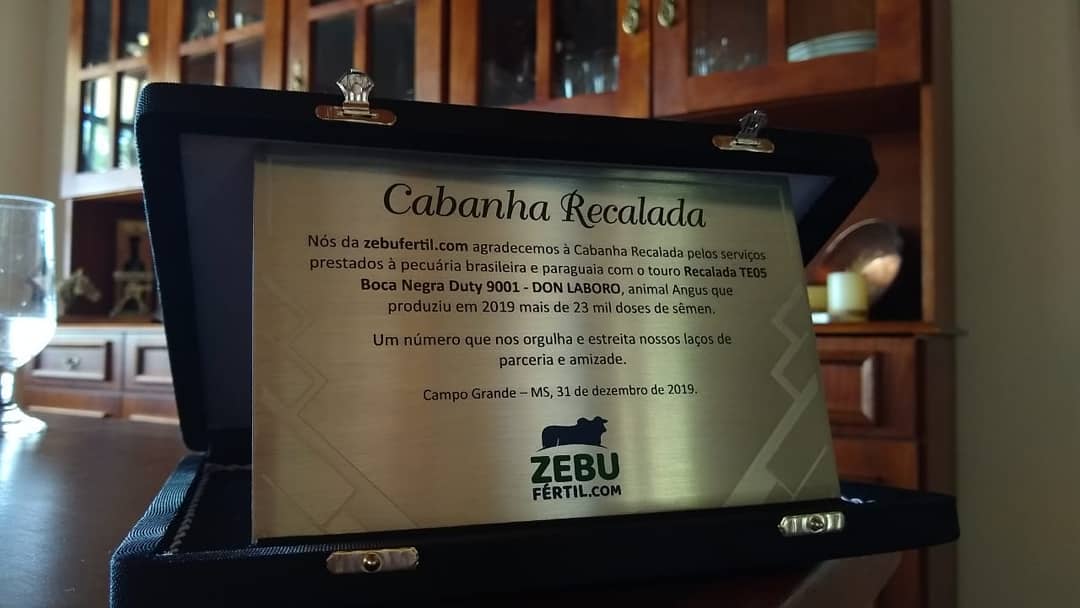 Cabanha Recalada
Nós da zebufertil.com agradecemos à Cabanha Recalada pelos serviços
prestados à pecuária brasileira e paraguaia com o touro Recalada TE05
Boca Negra Duty 9001 - DON LABORO, animal Angus que
produziu em 2019 mais de 23 mil doses de sêmen.
Um número que nos orgulha e estreita nossos laços de
parceria e amizade.
Campo Grande – MS, 31 de dezembro de 2019.
ZEBU
FÉRTIL.COM